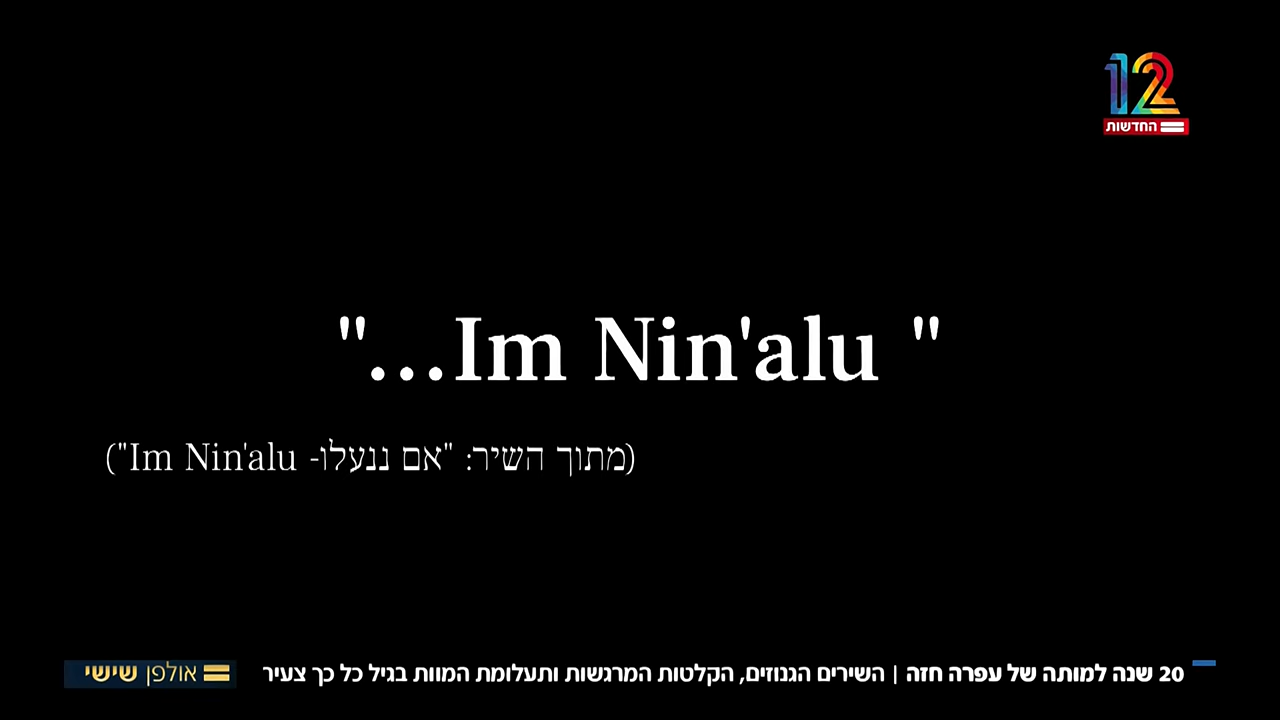 12
החדשות
"...Im Nin'alu "
(מתוך השיר: "אם ננעלו- Im Nin'alu")
20 שנה למותה של עפרה חזה | השירים הגנוזים, הקלטות המרגשות ותעלומת המוות בגיל כל כך צעיר
אולפן שישי